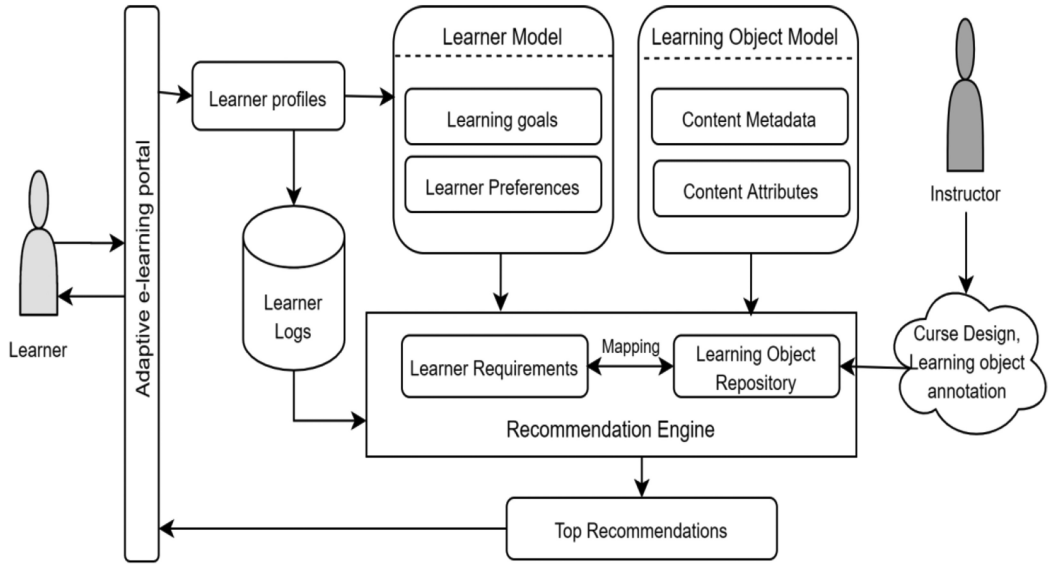 Learner
Adaptive e-learning portal
Learner profiles
Learner
Logs
Learner Model
Learning goals
Learner Preferences
Learning Object Model
Content Metadata
Content Attributes
Instructor
Curse Design,
Learning object
annotation
Learner Requirements
Mapping
Learning Object
Repository
Recommendation Engine
Top Recommendations